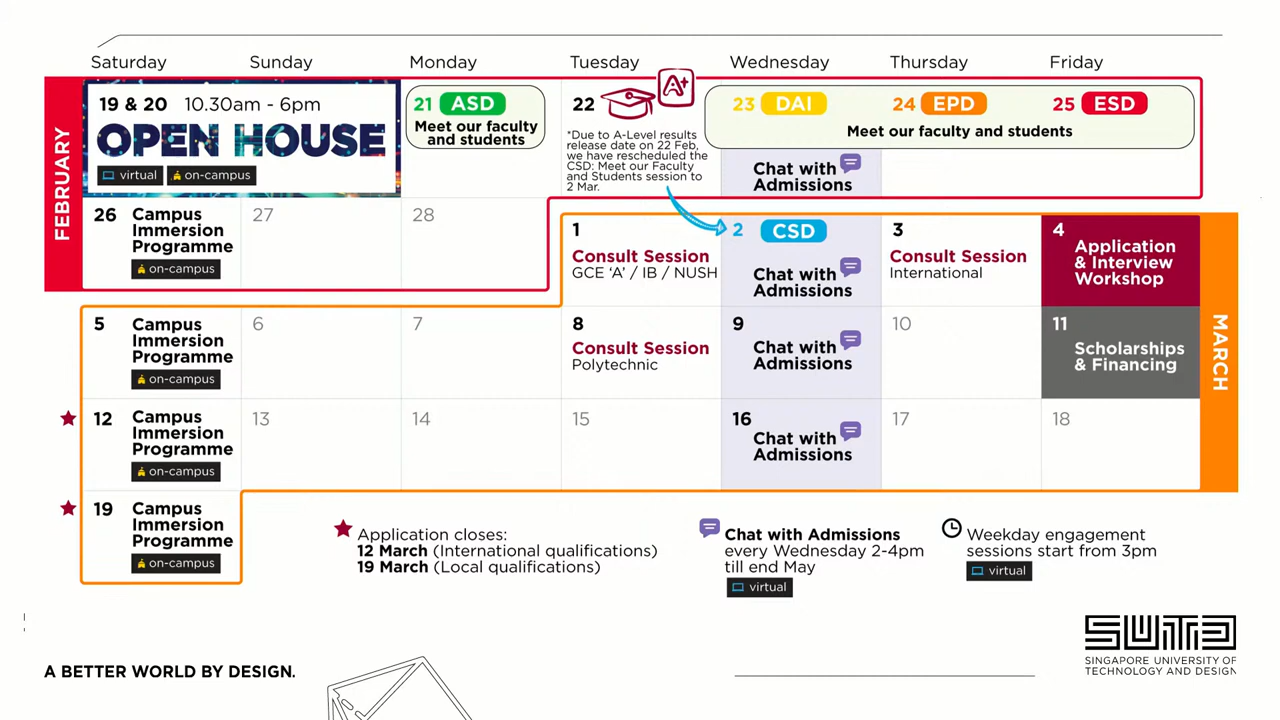 Saturday Sunday Monday Tuesday Wednesday Thursday Friday
FEBRUARY
19 & 20 10.30am - 6pm
OPEN HOUSE
virtual on-campus
21 ASD
Meet our faculty
and students
22
A+
*Due to A-Level results
release date on 22 Feb,
we have rescheduled the
CSD: Meet our Faculty
and Students session to
2 Mar.
23 DAI 24 EPD 25 ESD
Meet our faculty and students
Chat with
Admissions
26 Campus
Immersion
Programme
on-campus
27
28
1
Consult Session
GCE ‘A’ / IB / NUSH
2 CSD
Chat with
Admissions
3
Consult Session
International
4
Application
& Interview
Workshop
MARCH
5 Campus
Immersion
Programme
on-campus
6
7
8
Consult Session
Polytechnic
9
Chat with
Admissions
10
11
Scholarships
& Financing
12 Campus
Immersion
Programme
on-campus
13
14
15
16
Chat with
Admissions
17
18
19 Campus
Immersion
Programme
on-campus
Application closes:
12 March (International qualifications)
19 March (Local qualifications)
Chat with Admissions
every Wednesday 2-4pm
till end May
virtual
Weekday engagement
sessions start from 3pm
virtual
A BETTER WORLD BY DESIGN.
SUTD
SINGAPORE UNIVERSITY OF
TECHNOLOGY AND DESIGN